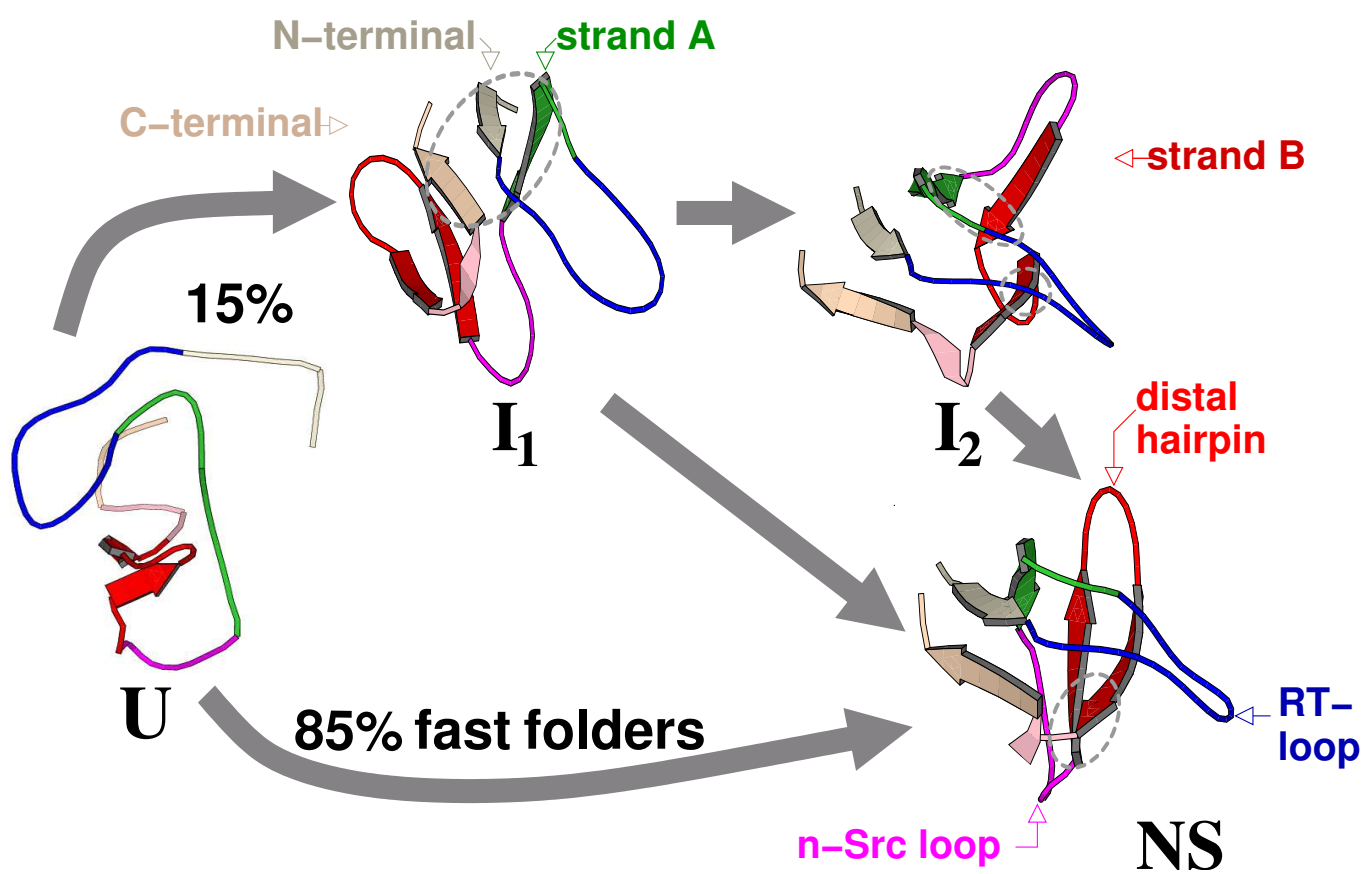 N−terminal
strand A
C−terminal
strand B
15%
I1
I2
distal
hairpin
U
85% fast folders
RT−
loop
n−Src loop
NS